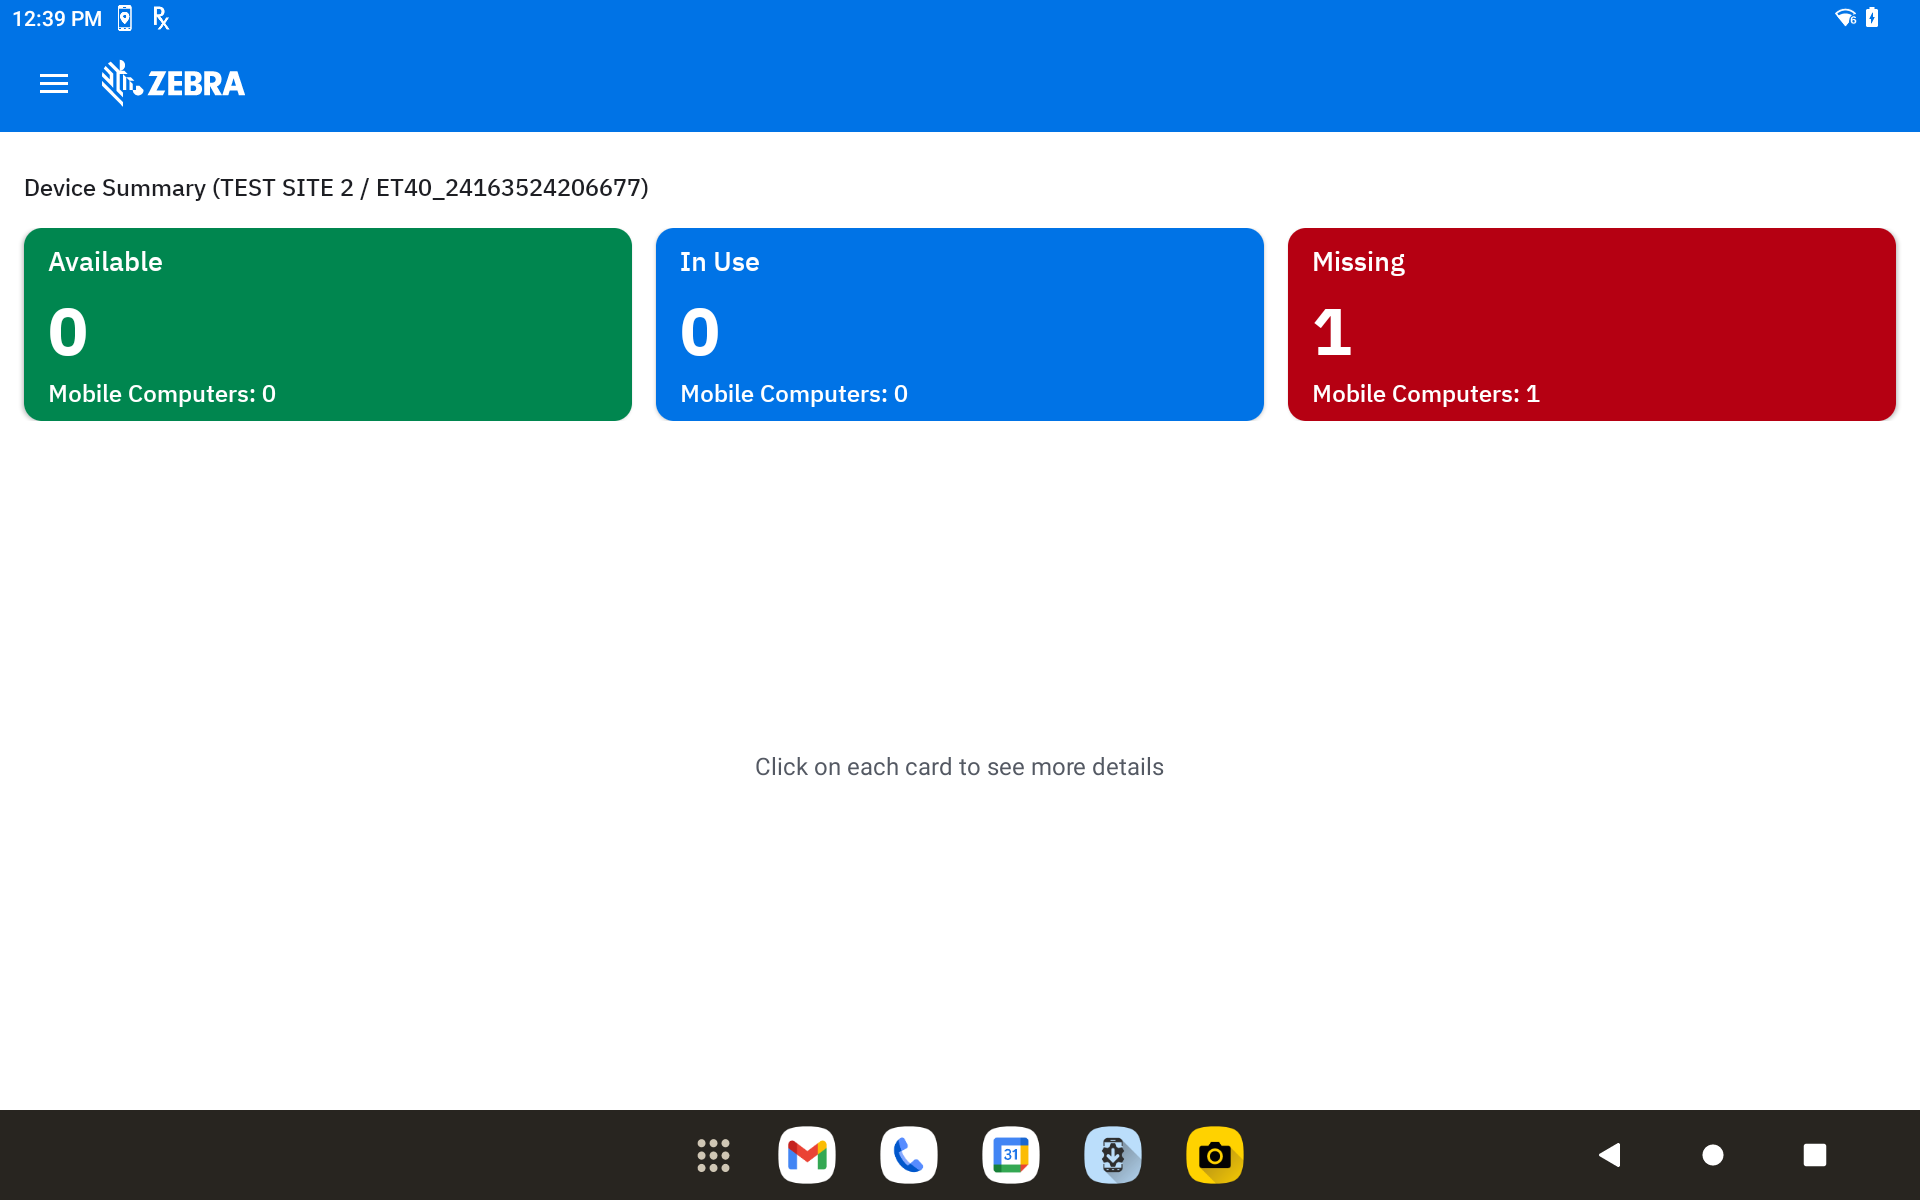 12:39 PM
ZEBRA
Device Summary (TEST SITE 2 / ET40_24163524206677)
Available
0
Mobile Computers: 0
In Use
0
Mobile Computers: 0
Missing
1
Mobile Computers: 1
Click on each card to see more details
31